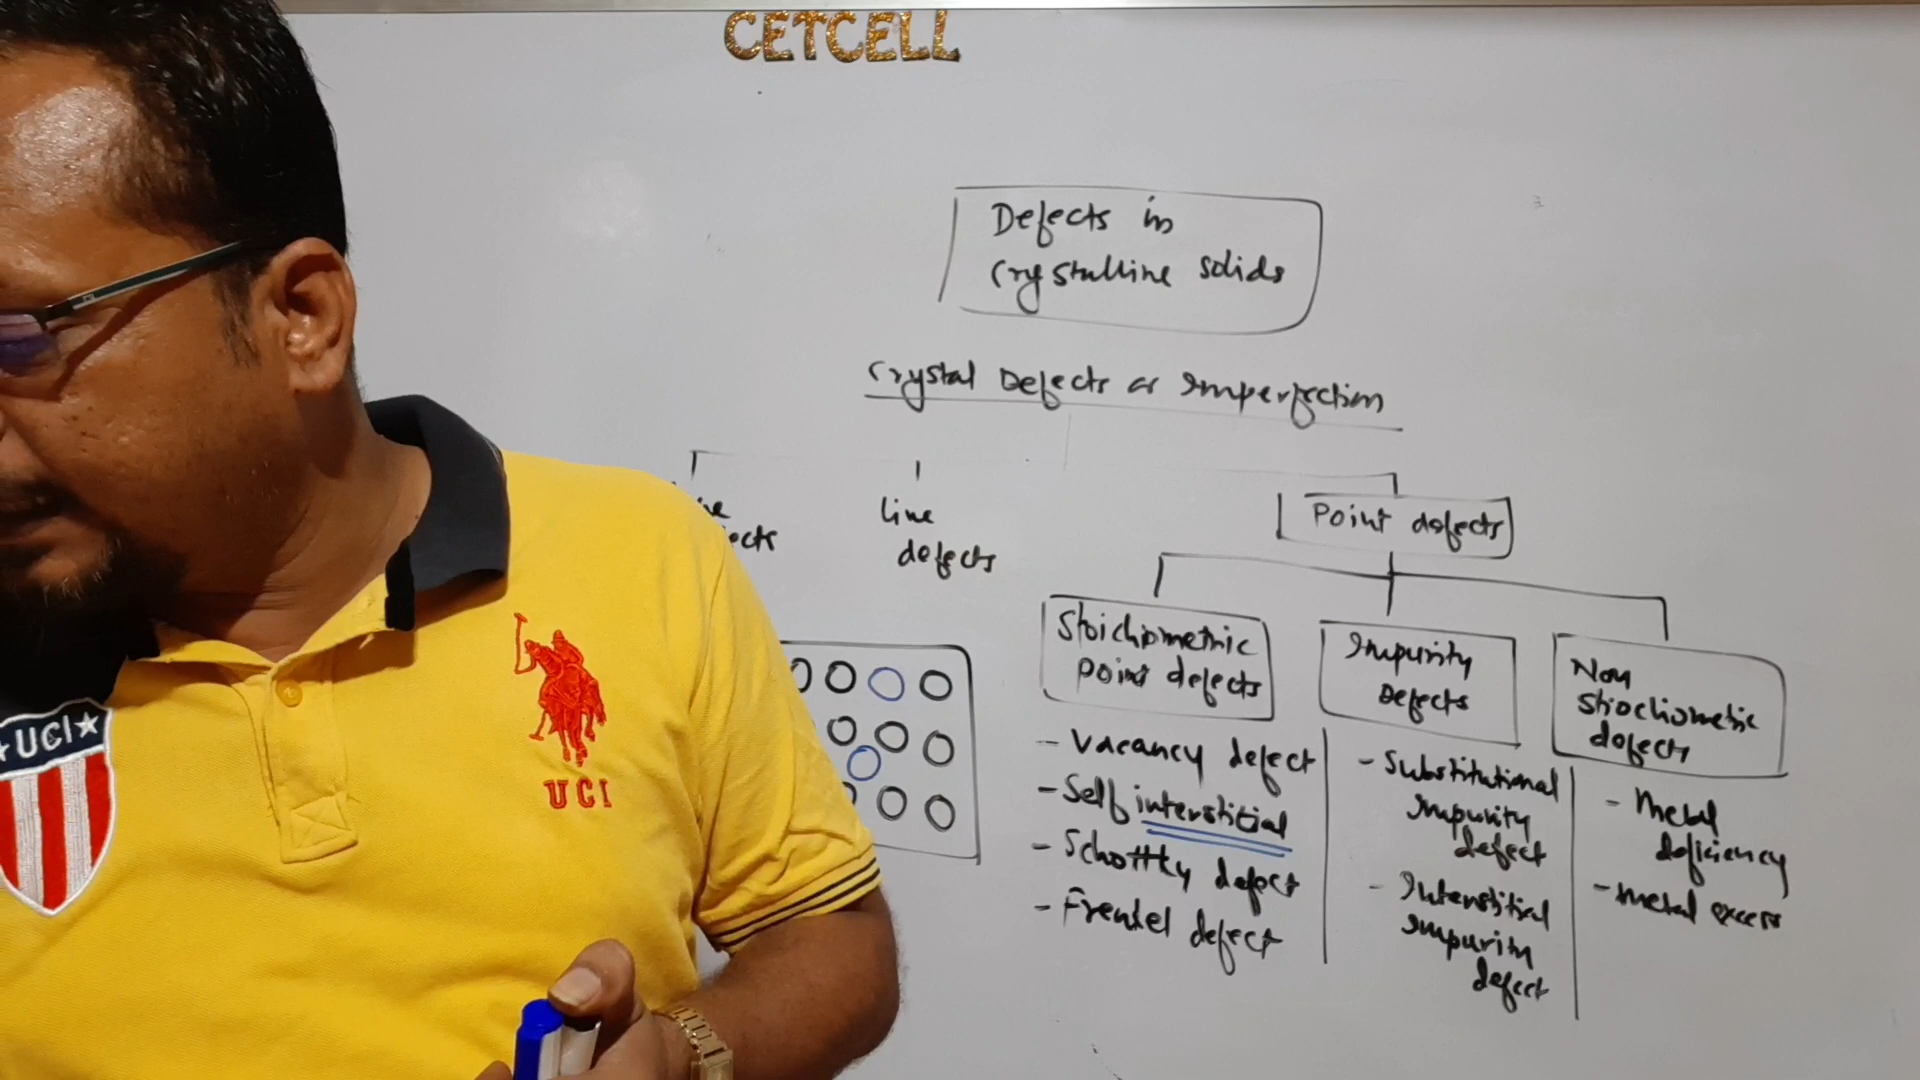 CETCELL
Defects in
Crystalline solids
Crystal Defects or Imperfection
Line
defects
Point defects
Stoichiometric
Point defects
- Vacancy defect
- Self interstitial
- Schottky defect
- Frenkel defect
Impurity
Defects
- Substitutional
impurity
defect
- Interstitial
impurity
defect
Non
Stiochiometric
defects
- Metal
deficiency
- metal excess
UCI
UCI